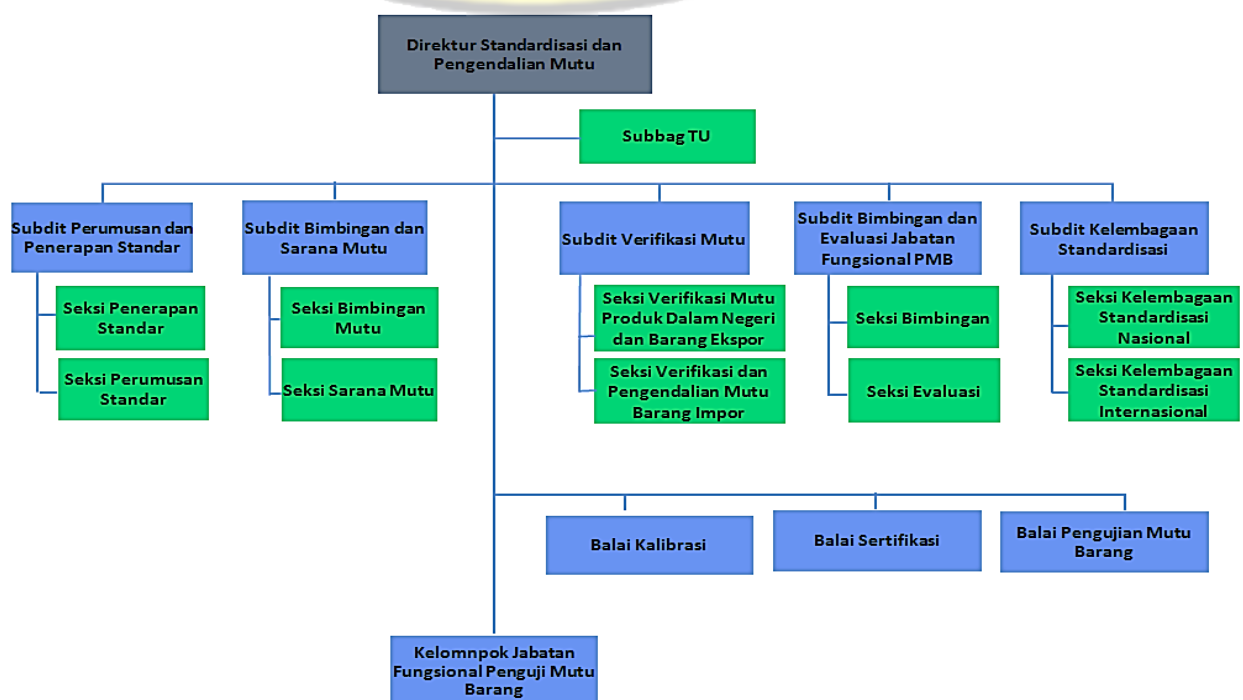 Direktur Standardisasi dan
Pengendalian Mutu
Subbag TU
Subdit Perumusan dan
Penerapan Standar
Subdit Bimbingan dan
Sarana Mutu
Subdit Verifikasi Mutu
Subdit Bimbingan dan
Evaluasi Jabatan
Fungsional PMB
Subdit Kelembagaan
Standardisasi
Seksi Penerapan
Standar
Seksi Perumusan
Standar
Seksi Bimbingan
Mutu
Seksi Sarana Mutu
Seksi Verifikasi Mutu
Produk Dalam Negeri
dan Barang Ekspor
Seksi Verifikasi dan
Pengendalian Mutu
Barang Impor
Seksi Bimbingan
Seksi Evaluasi
Seksi Kelembagaan
Standardisasi
Nasional
Seksi Kelembagaan
Standardisasi
Internasional
Balai Kalibrasi
Balai Sertifikasi
Balai Pengujian Mutu
Barang
Kelomnpok Jabatan
Fungsional Penguji Mutu
Barang